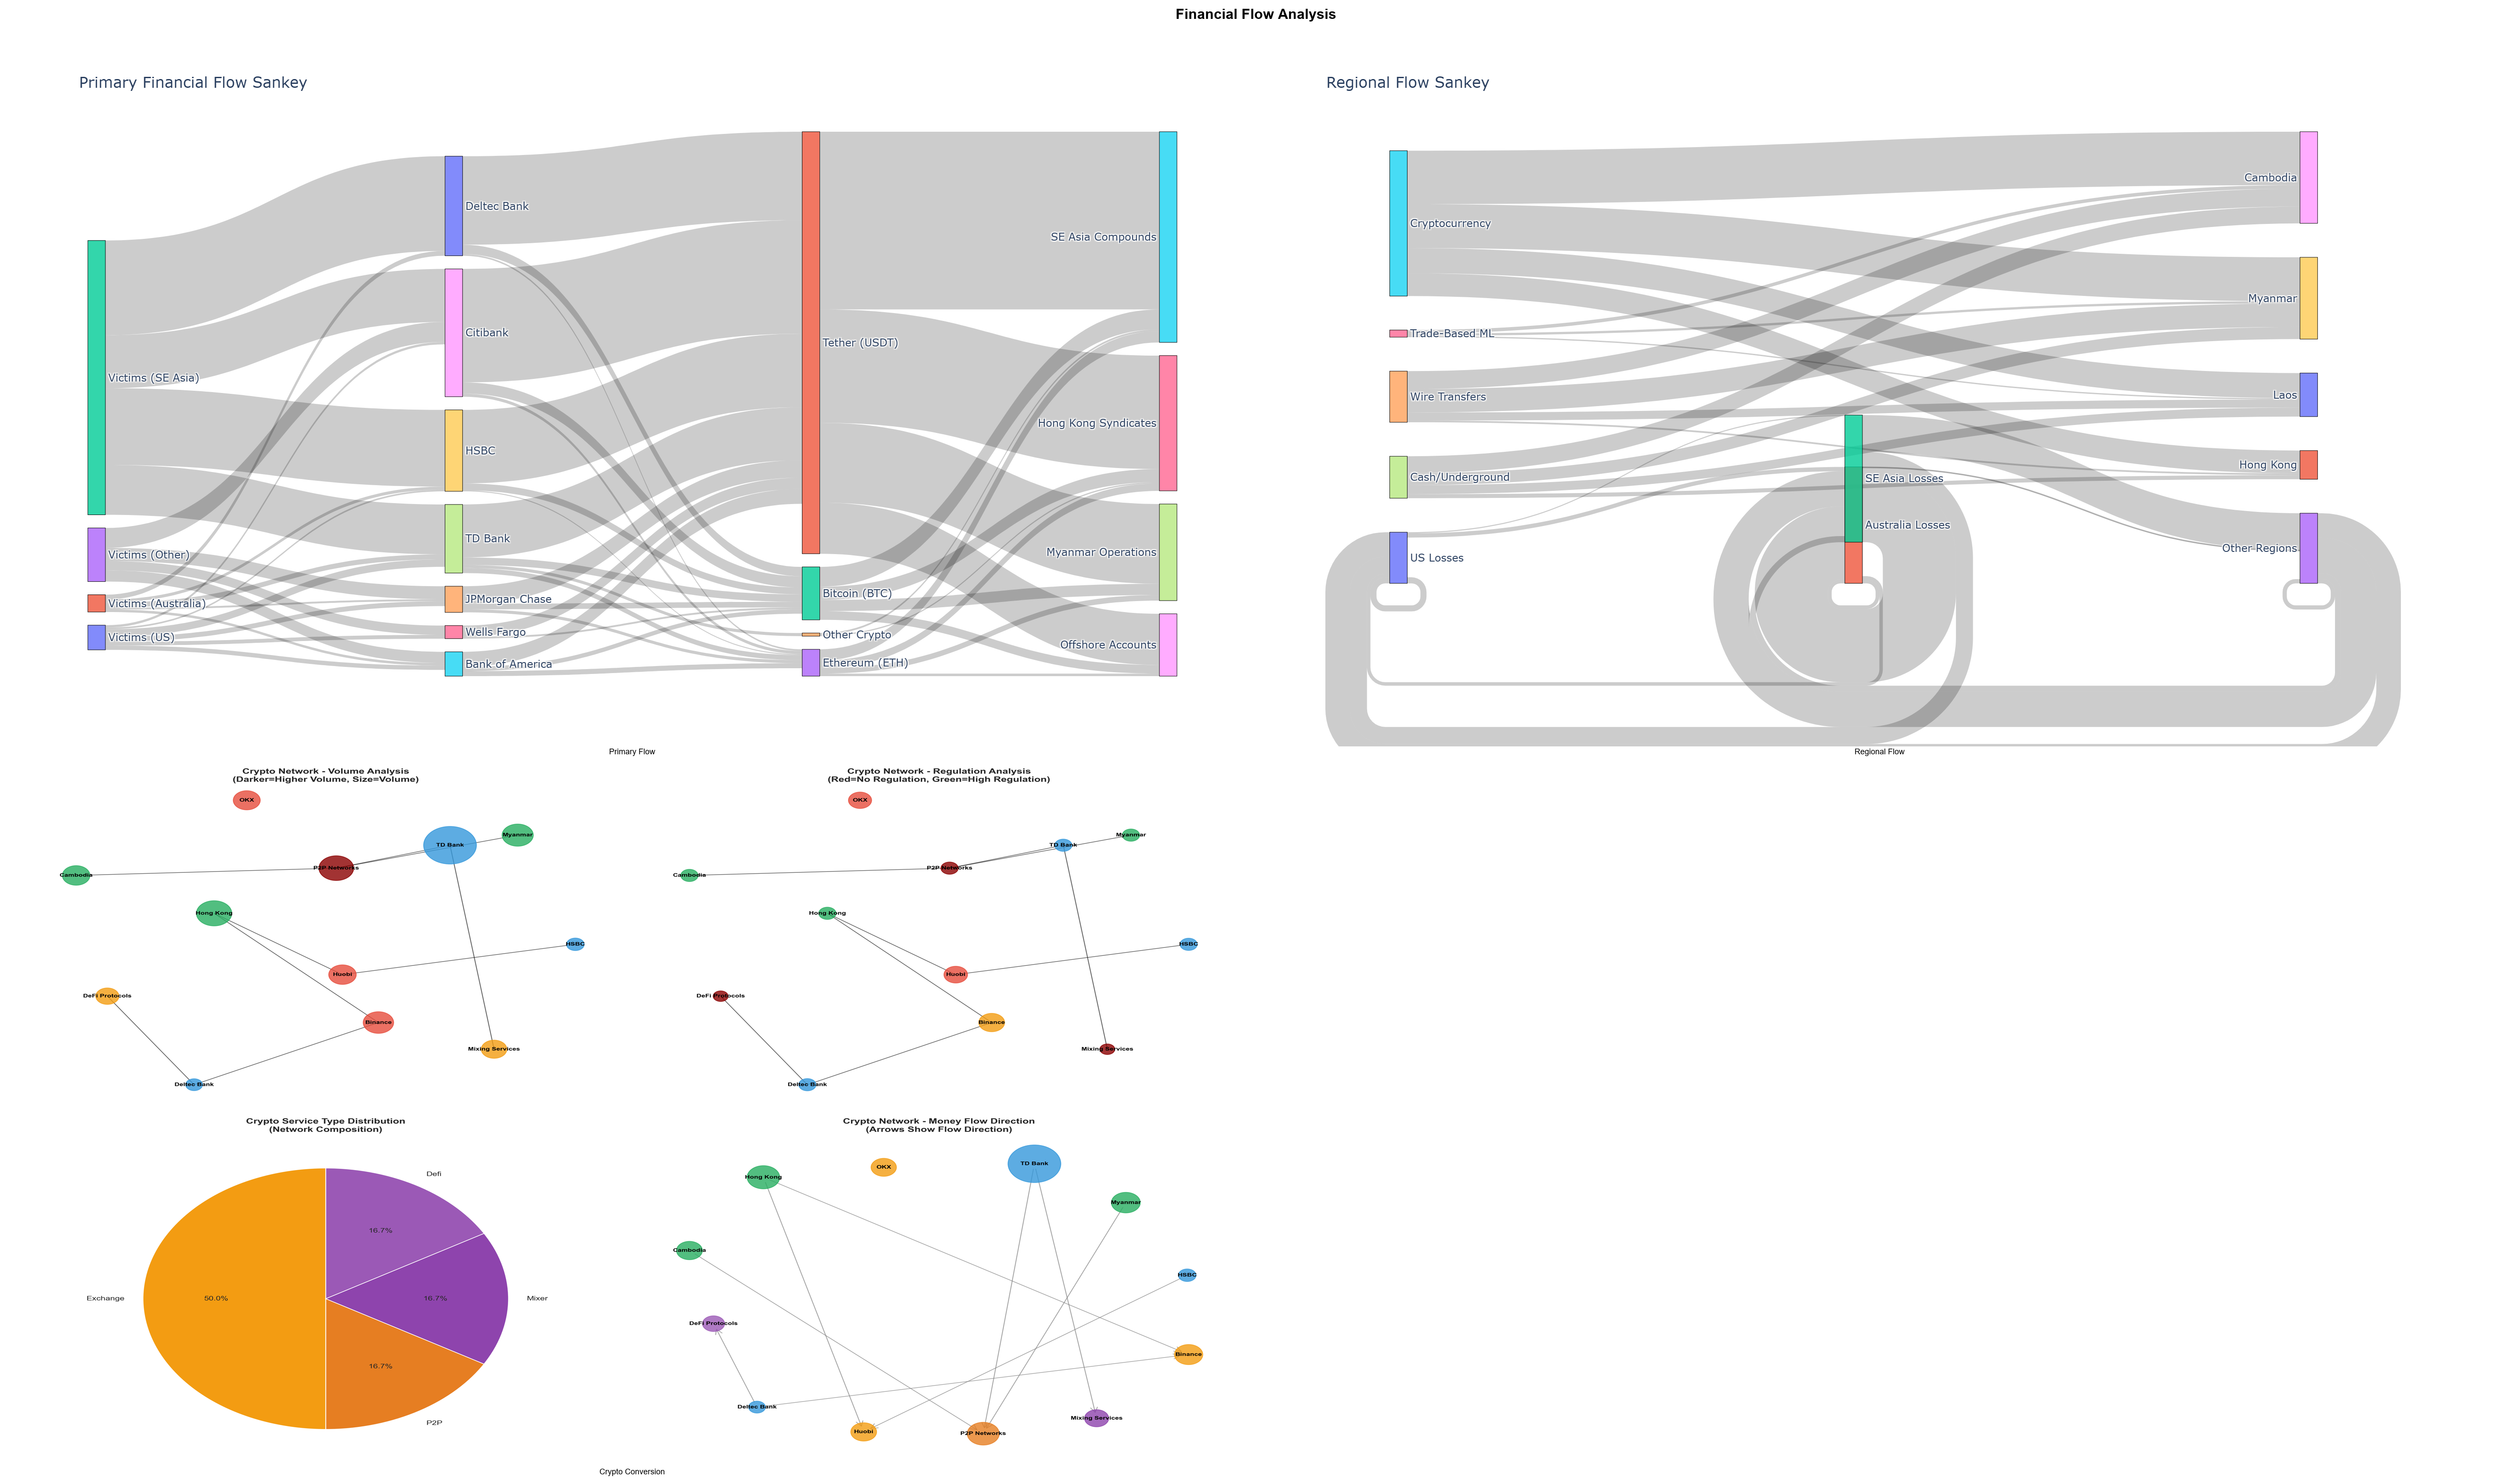 Financial Flow Analysis
Primary Financial Flow Sankey
Victims (SE Asia)
Victims (Other)
Victims (Australia)
Victims (US)
Deltec Bank
Citibank
HSBC
TD Bank
JPMorgan Chase
Wells Fargo
Bank of America
Tether (USDT)
Bitcoin (BTC)
Other Crypto
Ethereum (ETH)
SE Asia Compounds
Hong Kong Syndicates
Myanmar Operations
Offshore Accounts
Primary Flow
Regional Flow Sankey
Cryptocurrency
Trade-Based ML
Wire Transfers
Cash/Underground
US Losses
SE Asia Losses
Australia Losses
Cambodia
Myanmar
Laos
Hong Kong
Other Regions
Regional Flow
Crypto Network - Volume Analysis
(Darker=Higher Volume, Size=Volume)
OKX
Myanmar
TD Bank
P2P Networks
Cambodia
Hong Kong
HSBC
Huobi
DeFi Protocols
Binance
Mixing Services
Deltec Bank
Crypto Network - Regulation Analysis
(Red=No Regulation, Green=High Regulation)
OKX
Myanmar
TD Bank
P2P Networks
Cambodia
Hong Kong
HSBC
Huobi
DeFi Protocols
Binance
Mixing Services
Deltec Bank
Crypto Service Type Distribution
(Network Composition)
Defi
16.7%
Exchange
50.0%
16.7%
Mixer
16.7%
P2P
Crypto Network - Money Flow Direction
(Arrows Show Flow Direction)
TD Bank
OKX
Hong Kong
Myanmar
Cambodia
HSBC
DeFi Protocols
Binance
Deltec Bank
Mixing Services
Huobi
P2P Networks
Crypto Conversion